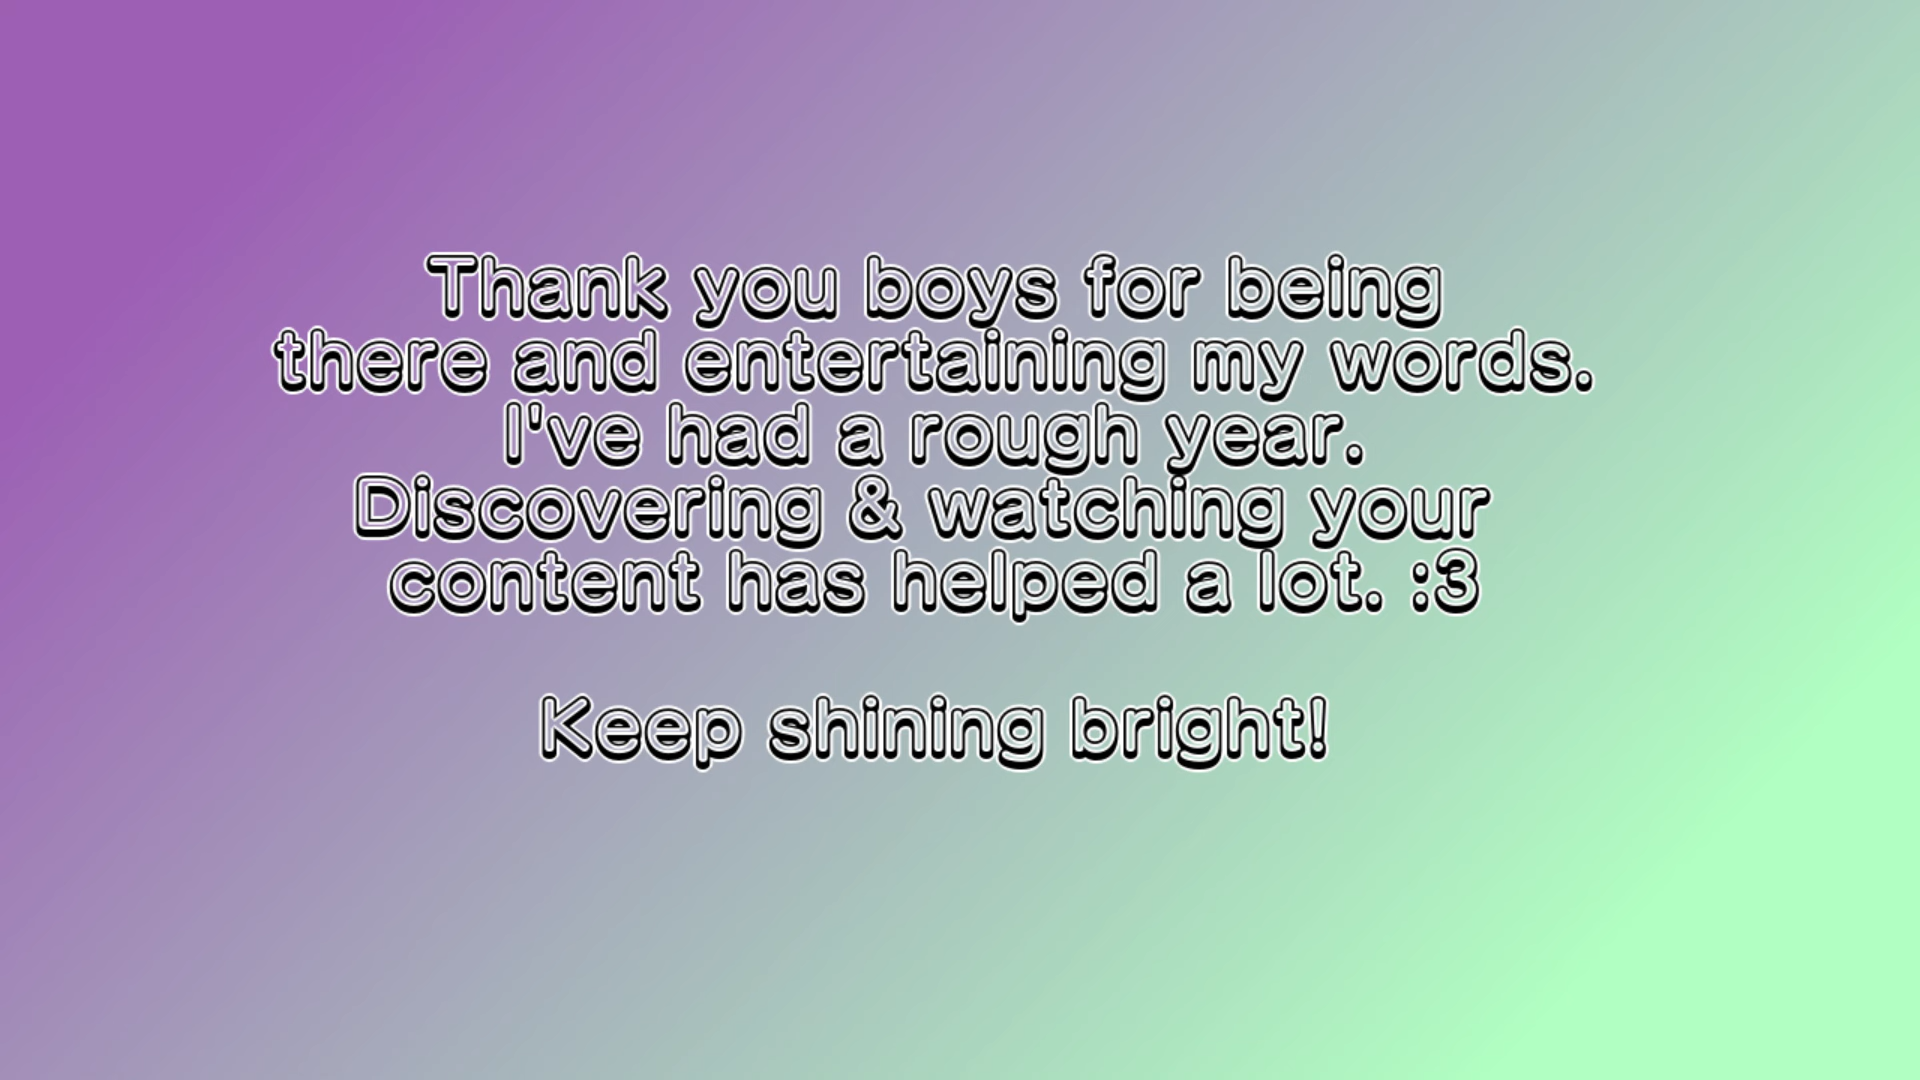 Thank you boys for being
there and entertaining my words.
I've had a rough year.
Discovering & watching your
content has helped a lot. :3
Keep shining bright!